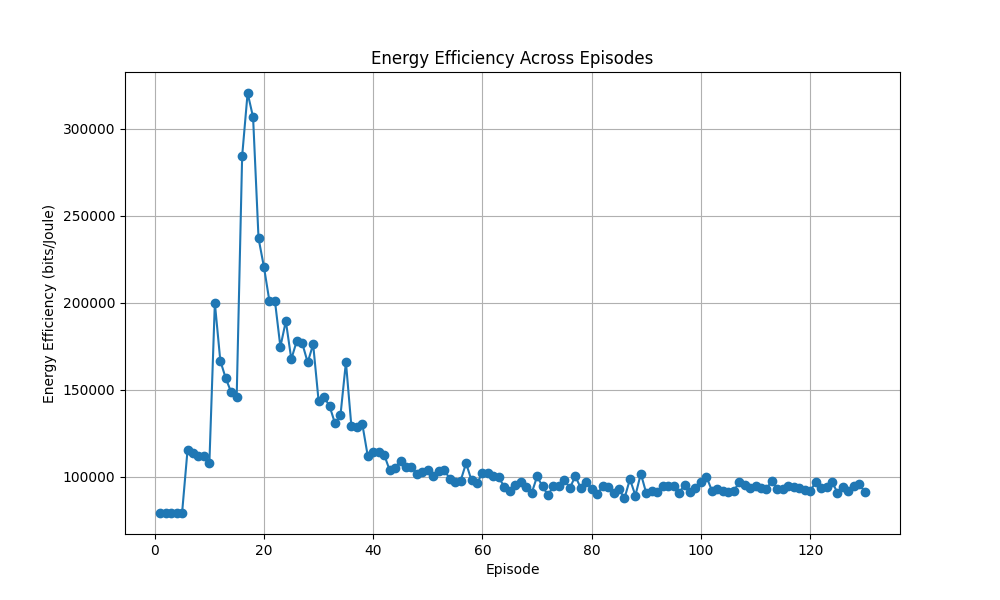 Energy Efficiency Across Episodes
Energy Efficiency (bits/Joule)
300000
250000
200000
150000
100000
0 20 40 60 80 100 120
Episode